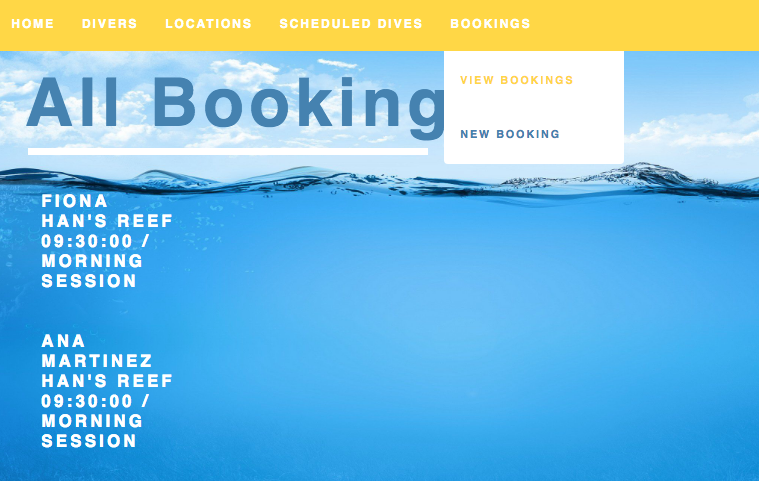 HOME DIVERS LOCATIONS SCHEDULED DIVES BOOKINGS
VIEW BOOKINGS
NEW BOOKING
All Booking
FIONA
HAN'S REEF
09:30:00 /
MORNING
SESSION
ANA
MARTINEZ
HAN'S REEF
09:30:00 /
MORNING
SESSION